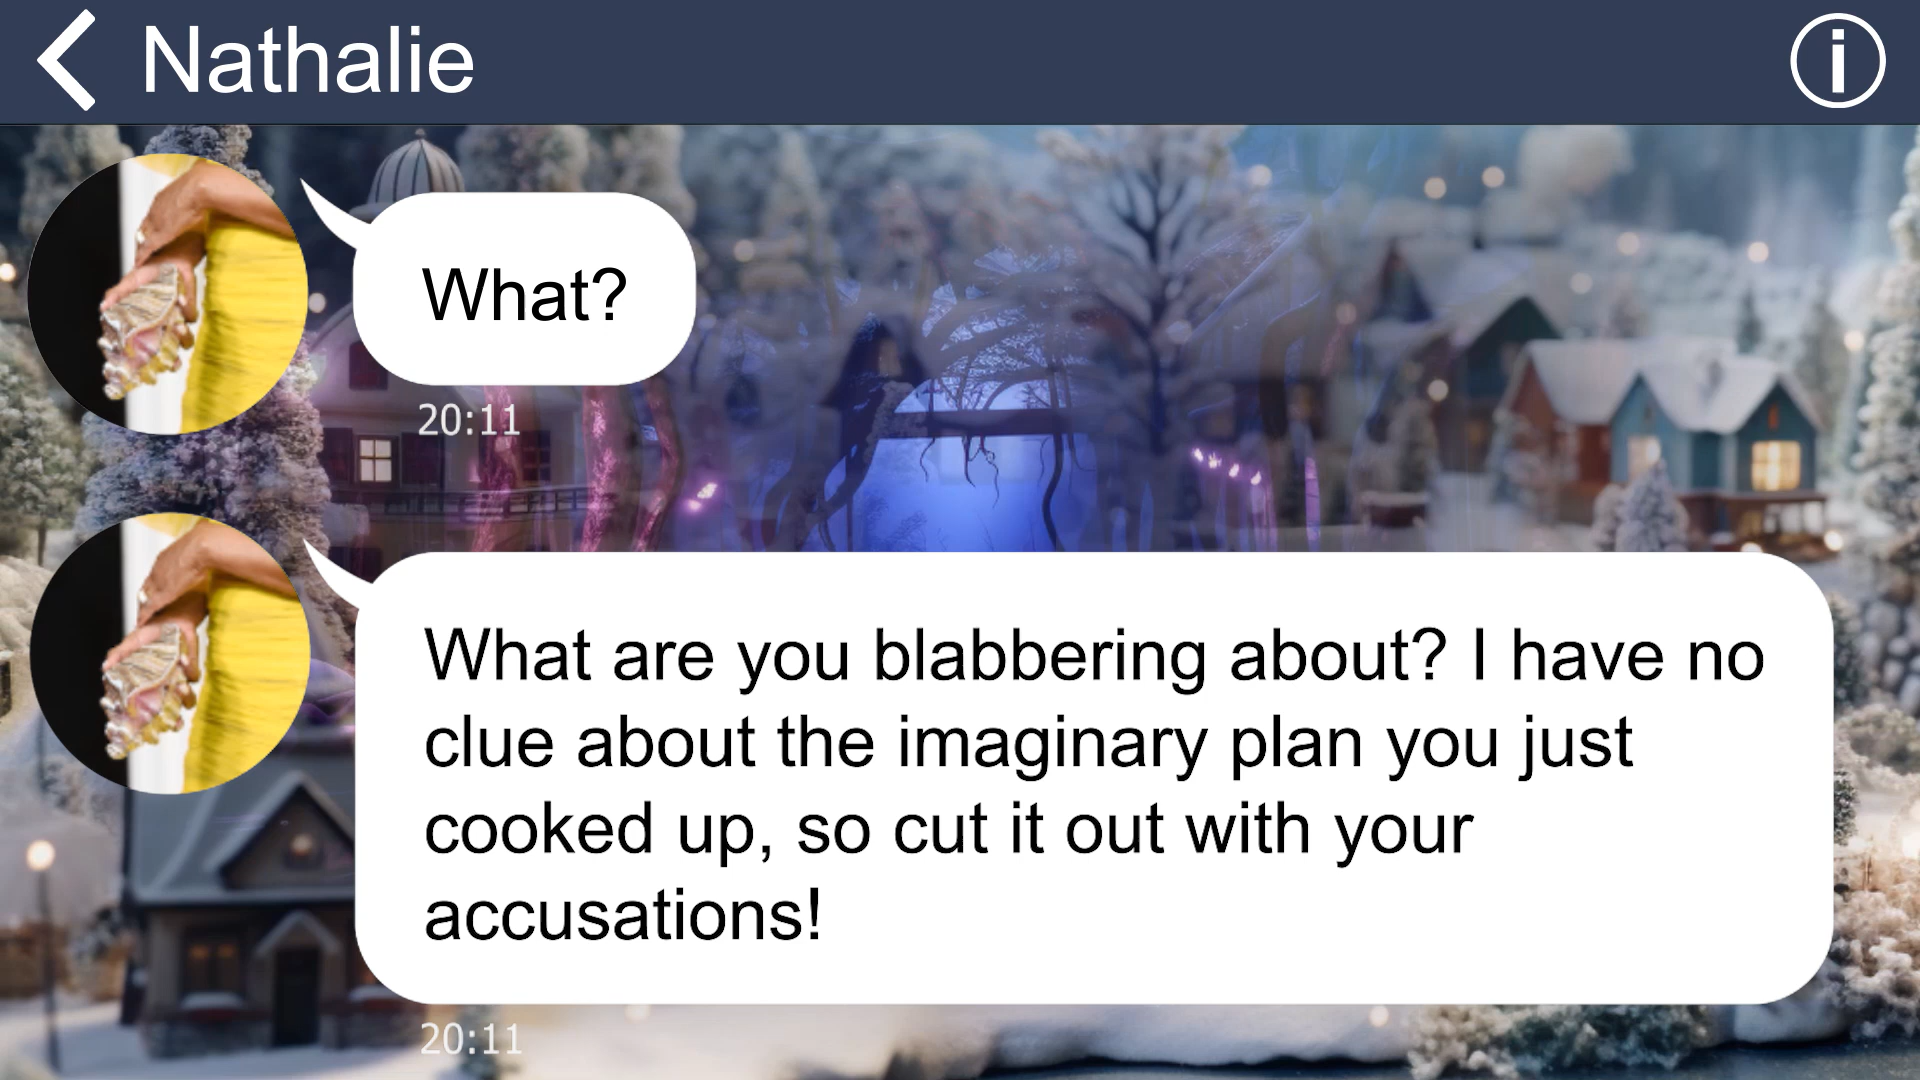 Nathalie
What?
20:11
What are you blabbering about? I have no
clue about the imaginary plan you just
cooked up, so cut it out with your
accusations!
20:11